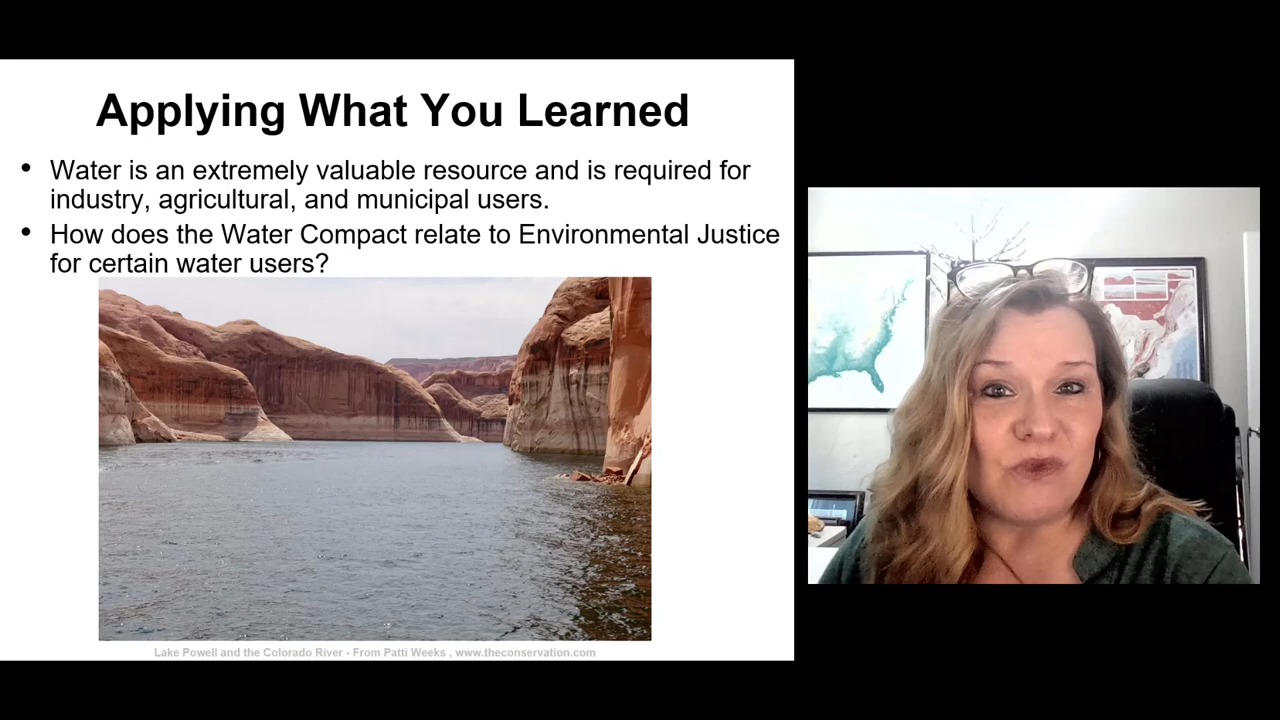 Applying What You Learned
• Water is an extremely valuable resource and is required for
industry, agricultural, and municipal users.
• How does the Water Compact relate to Environmental Justice
for certain water users?
Lake Powell and the Colorado River - From Patti Weeks , www.theconservation.com